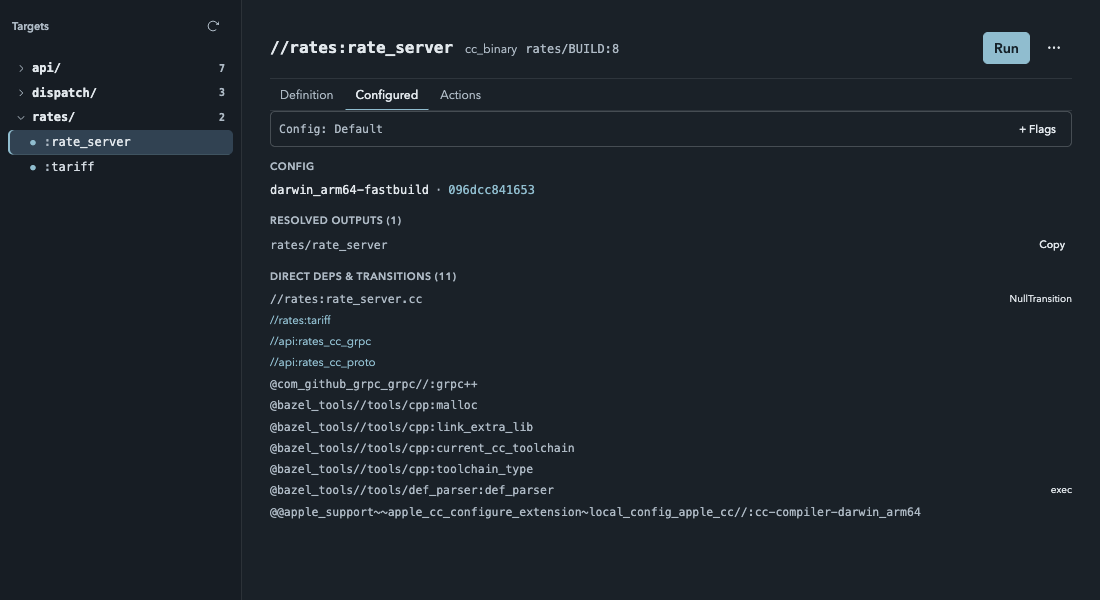 Targets
api/ 7
dispatch/ 3
rates/ 2
:rate_server
:tariff
//rates:rate_server cc_binary rates/BUILD:8
Run
Definition Configured Actions
Config: Default + Flags
CONFIG
darwin_arm64-fastbuild · 096dcc841653
RESOLVED OUTPUTS (1)
rates/rate_server Copy
DIRECT DEPS & TRANSITIONS (11)
//rates:rate_server.cc NullTransition
//rates:tariff
//api:rates_cc_grpc
//api:rates_cc_proto
@com_github_grpc_grpc//:grpc++
@bazel_tools//tools/cpp:malloc
@bazel_tools//tools/cpp:link_extra_lib
@bazel_tools//tools/cpp:current_cc_toolchain
@bazel_tools//tools/cpp:toolchain_type
@bazel_tools//tools/def_parser:def_parser exec
@@apple_support~~apple_cc_configure_extension~local_config_apple_cc//:cc-compiler-darwin_arm64